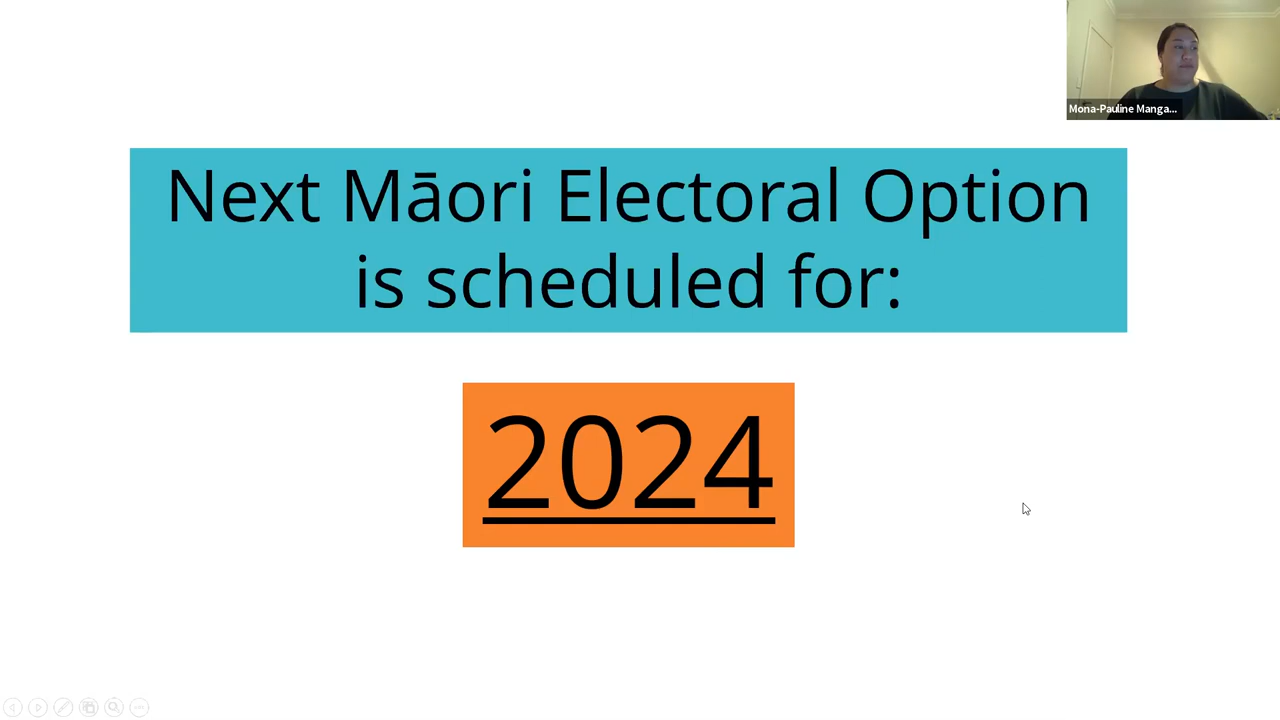 Mona-Pauline Manga...
Next Māori Electoral Option
is scheduled for:
2024